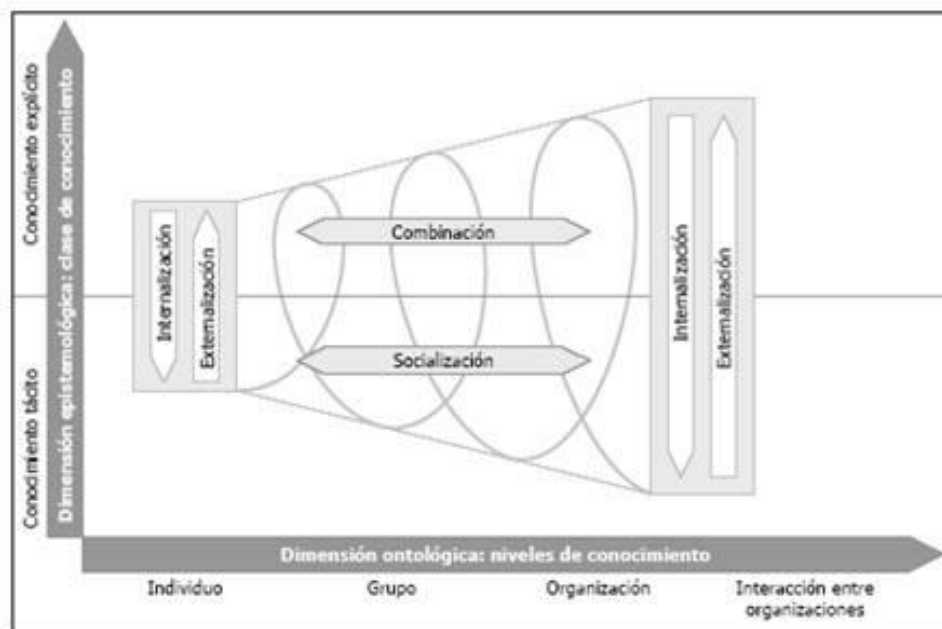 Conocimiento explícito
Conocimiento tácito
Dimensión epistemológica: clase de conocimiento
Internalización
Externalización
Combinación
Socialización
Internalización
Externalización
Dimensión ontológica: niveles de conocimiento
Individuo
Grupo
Organización
Interacción entre
organizaciones